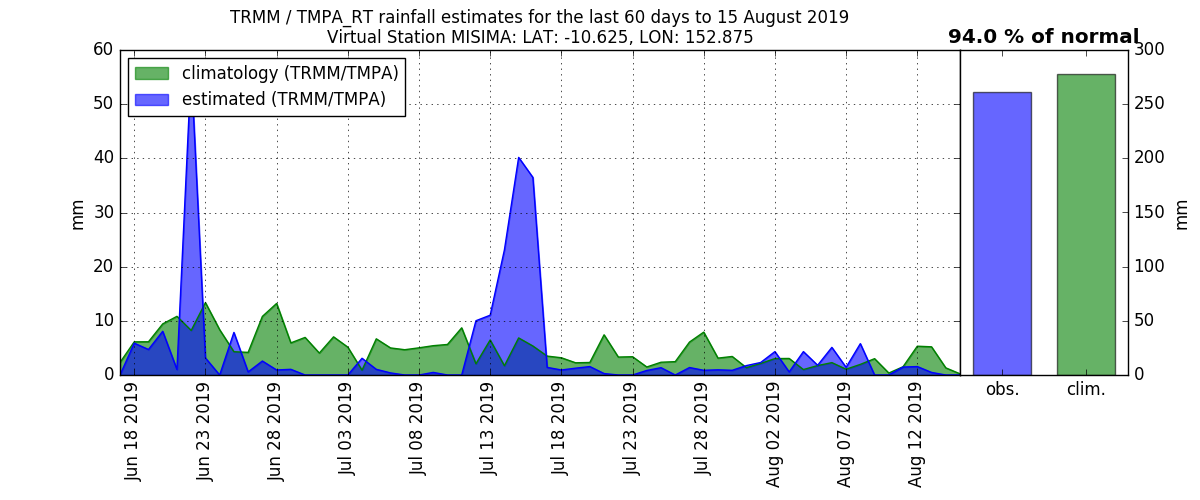 TRMM / TMPA_RT rainfall estimates for the last 60 days to 15 August 2019
Virtual Station MISIMA: LAT: -10.625, LON: 152.875
94.0 % of normal
climatology (TRMM/TMPA)
estimated (TRMM/TMPA)
60
50
40
30
20
10
0
mm
300
250
200
150
100
50
0
mm
Jun 18 2019
Jun 23 2019
Jun 28 2019
Jul 03 2019
Jul 08 2019
Jul 13 2019
Jul 18 2019
Jul 23 2019
Jul 28 2019
Aug 02 2019
Aug 07 2019
Aug 12 2019
obs.
clim.